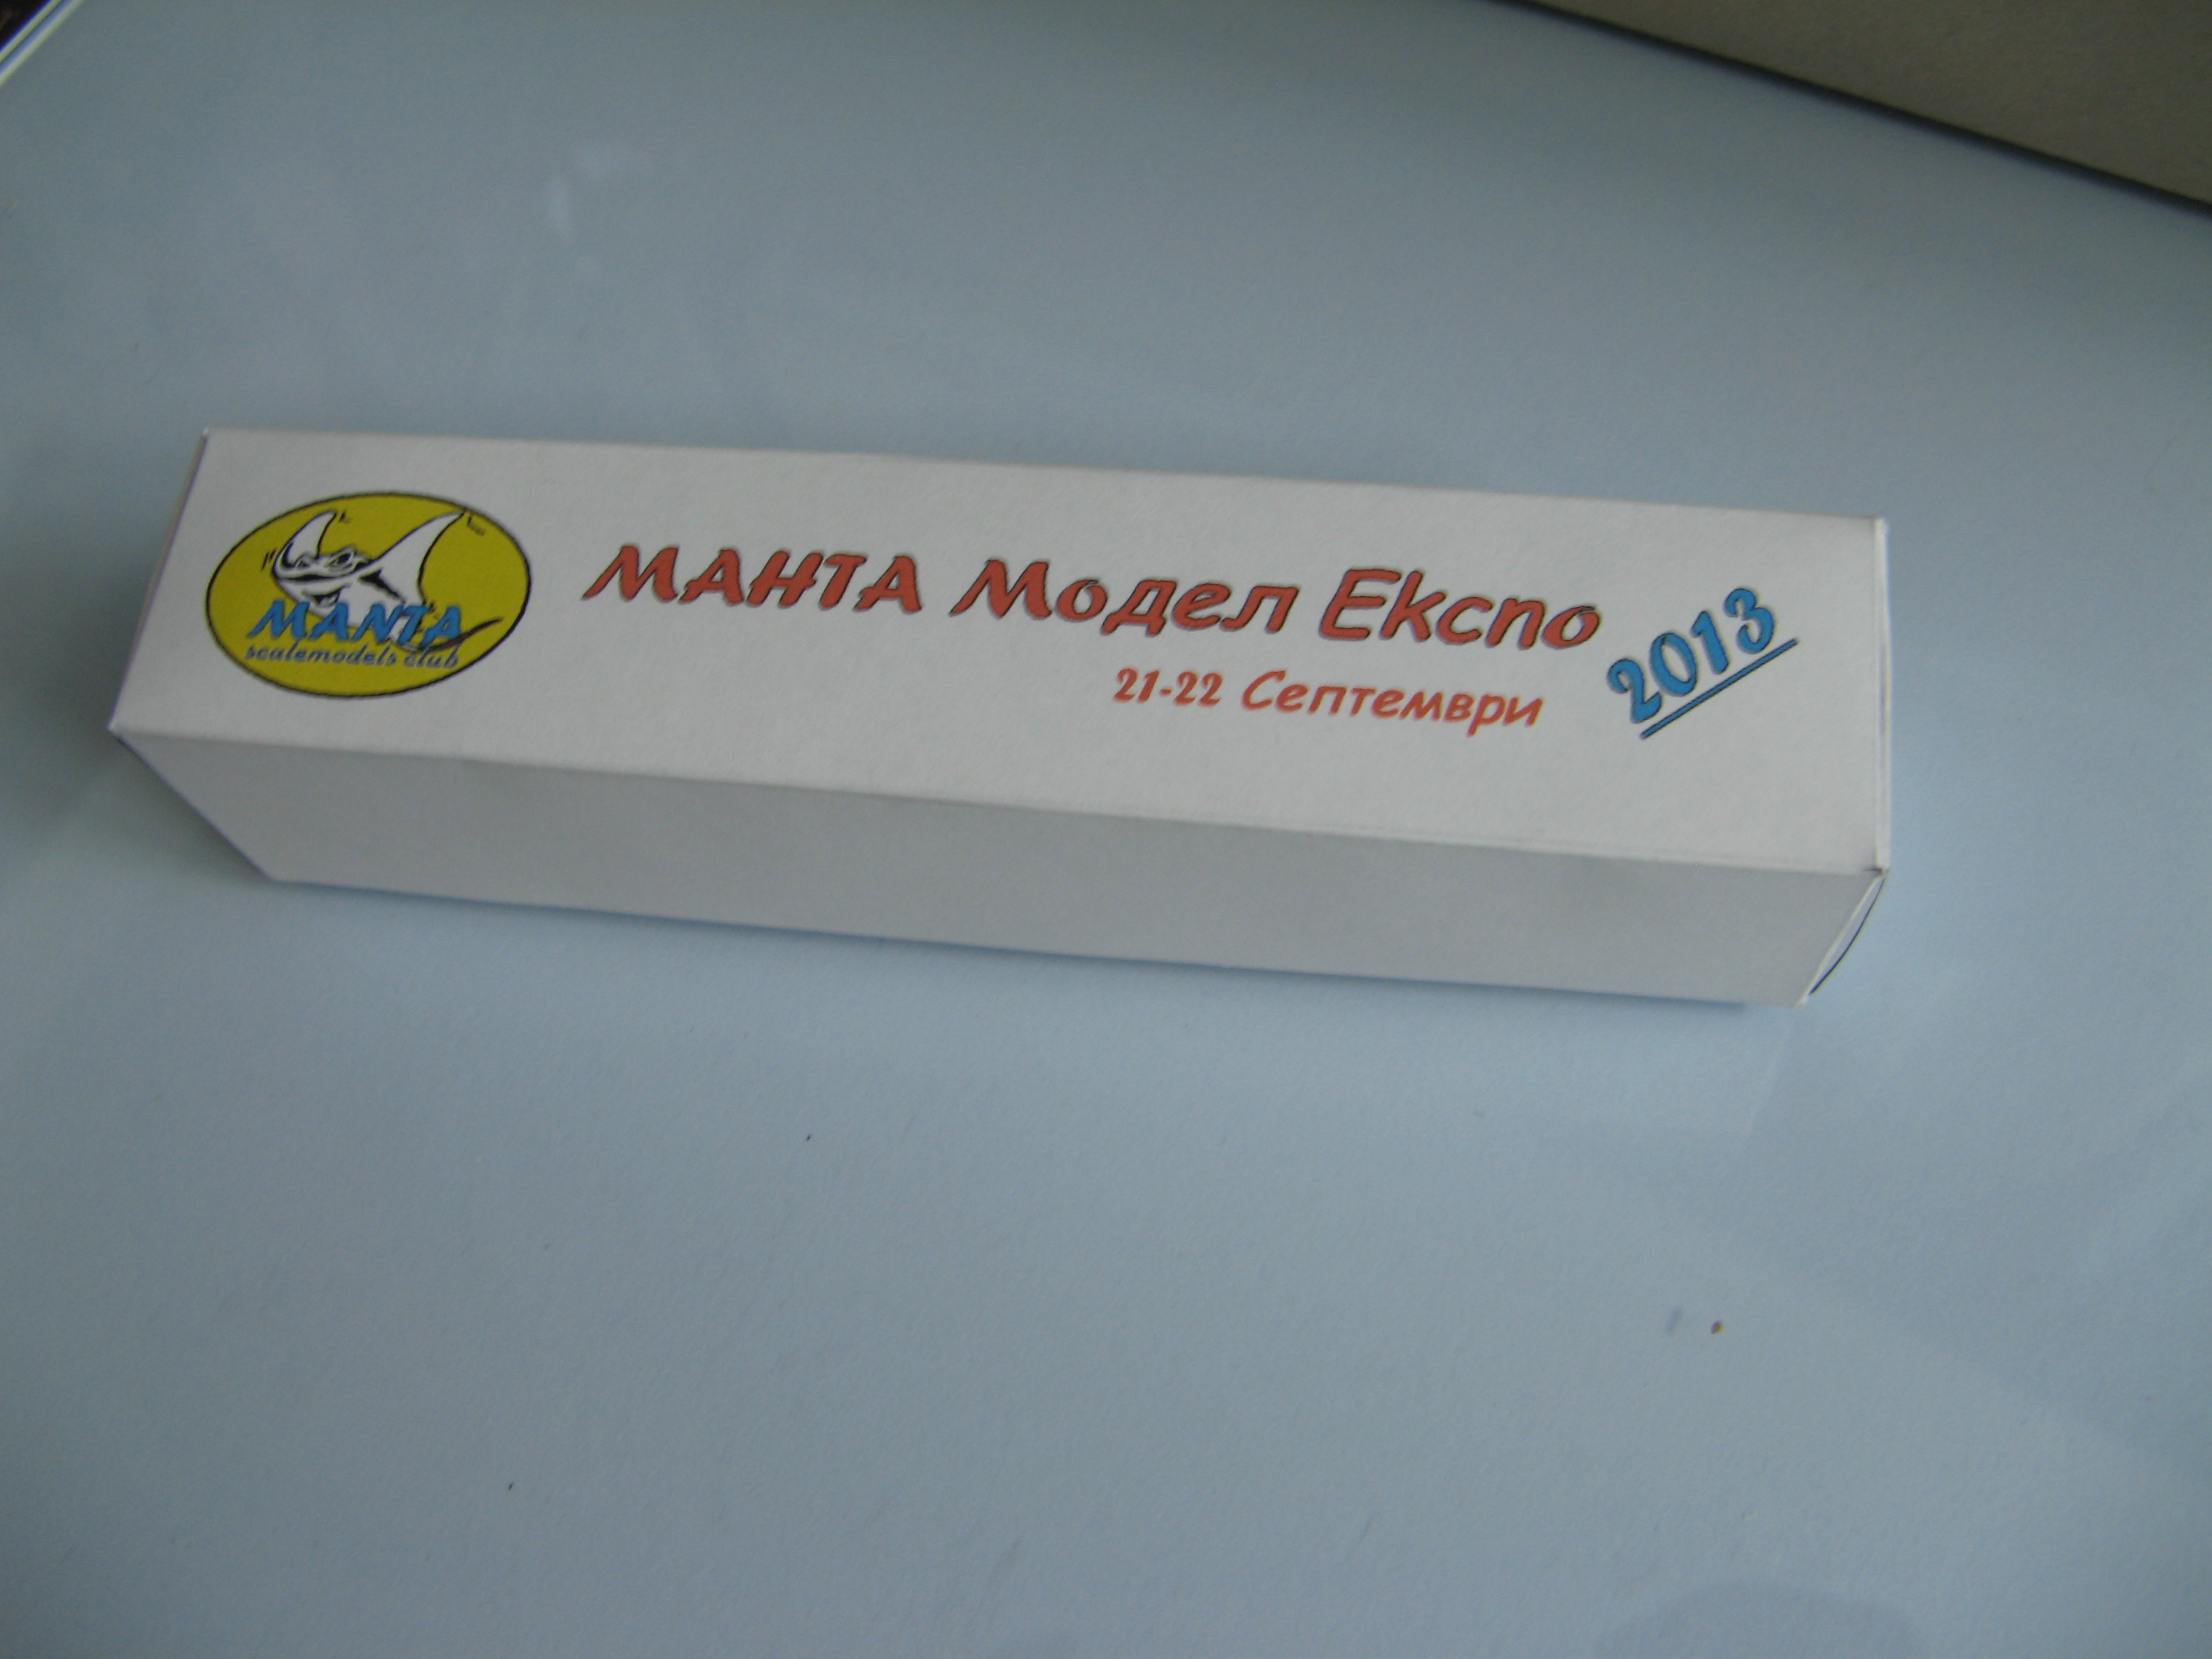 MANTA
scalemodels club
МАНТА Модел Експо
2013
21-22 Септември